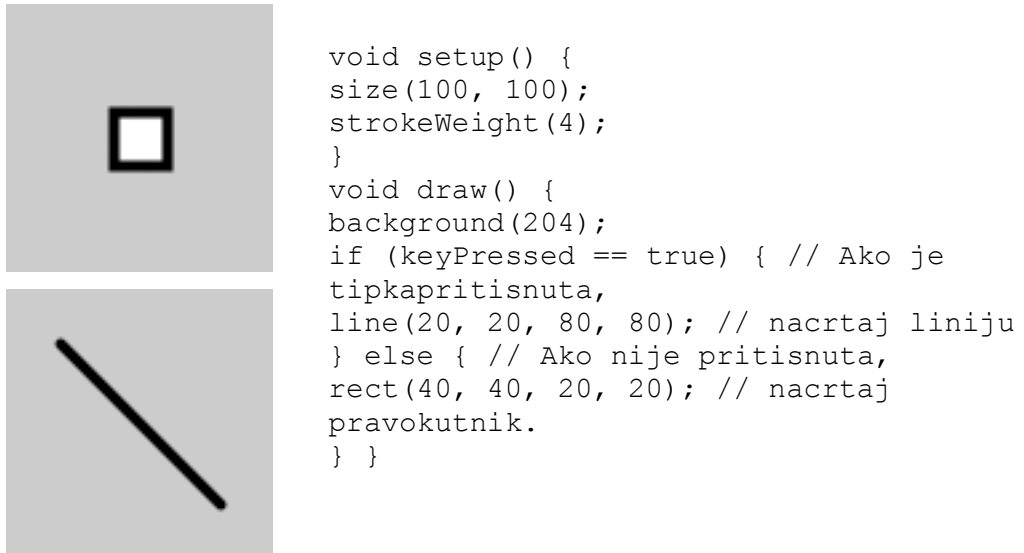 void setup() {
size(100, 100);
strokeWeight(4);
}
void draw() {
background(204);
if (keyPressed == true) { // Ako je
tipkapritisnuta,
line(20, 20, 80, 80); // nacrtaj liniju
} else { // Ako nije pritisnuta,
rect(40, 40, 20, 20); // nacrtaj
pravokutnik.
} }